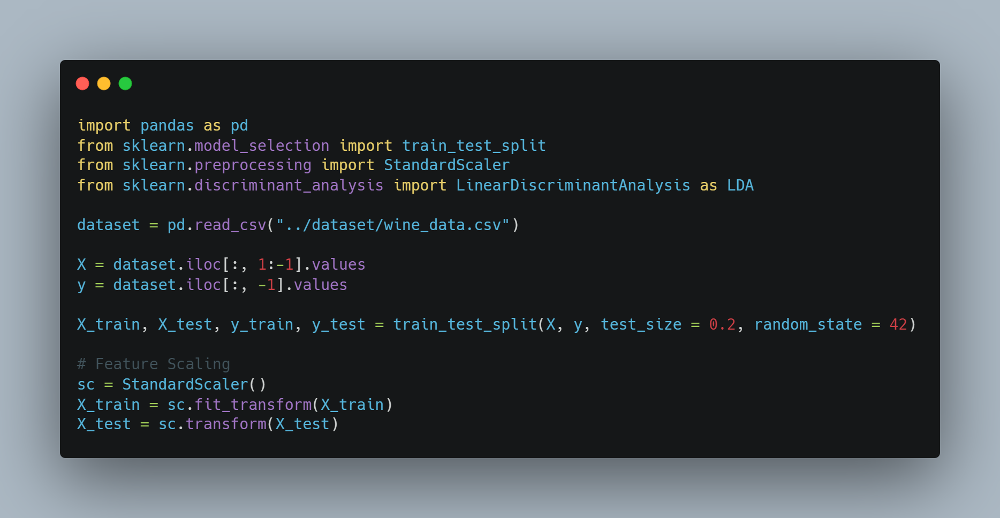 import pandas as pd
from sklearn.model_selection import train_test_split
from sklearn.preprocessing import StandardScaler
from sklearn.discriminant_analysis import LinearDiscriminantAnalysis as LDA
dataset = pd.read_csv("../dataset/wine_data.csv")
X = dataset.iloc[:, 1:-1].values
y = dataset.iloc[:, -1].values
X_train, X_test, y_train, y_test = train_test_split(X, y, test_size = 0.2, random_state = 42)
# Feature Scaling
sc = StandardScaler()
X_train = sc.fit_transform(X_train)
X_test = sc.transform(X_test)